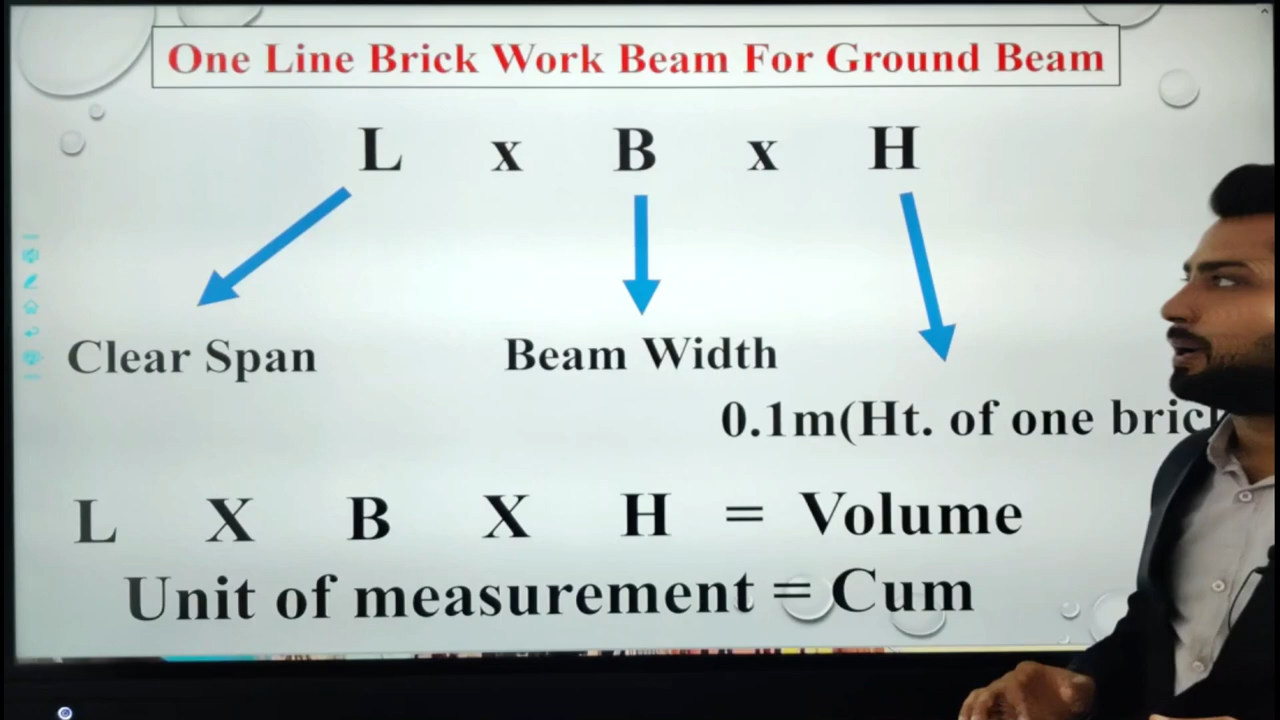 One Line Brick Work Beam For Ground Beam
L x B x H
Clear Span
Beam Width
0.1m(Ht. of one
L X B X H = Volume
Unit of measurement = Cum